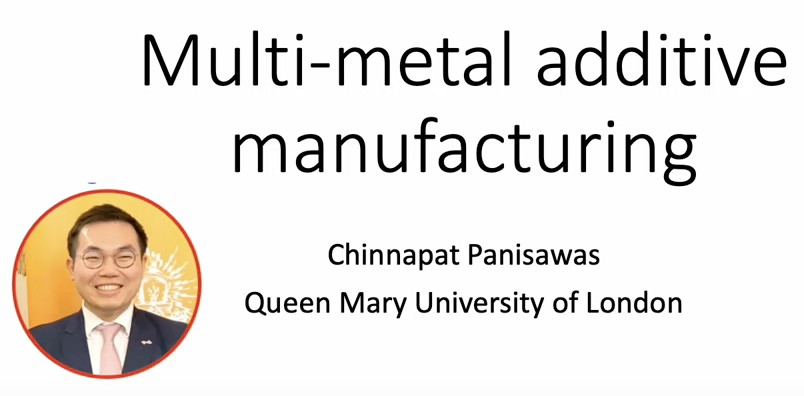 Multi-metal additive
manufacturing
Chinnapat Panisawas
Queen Mary University of London